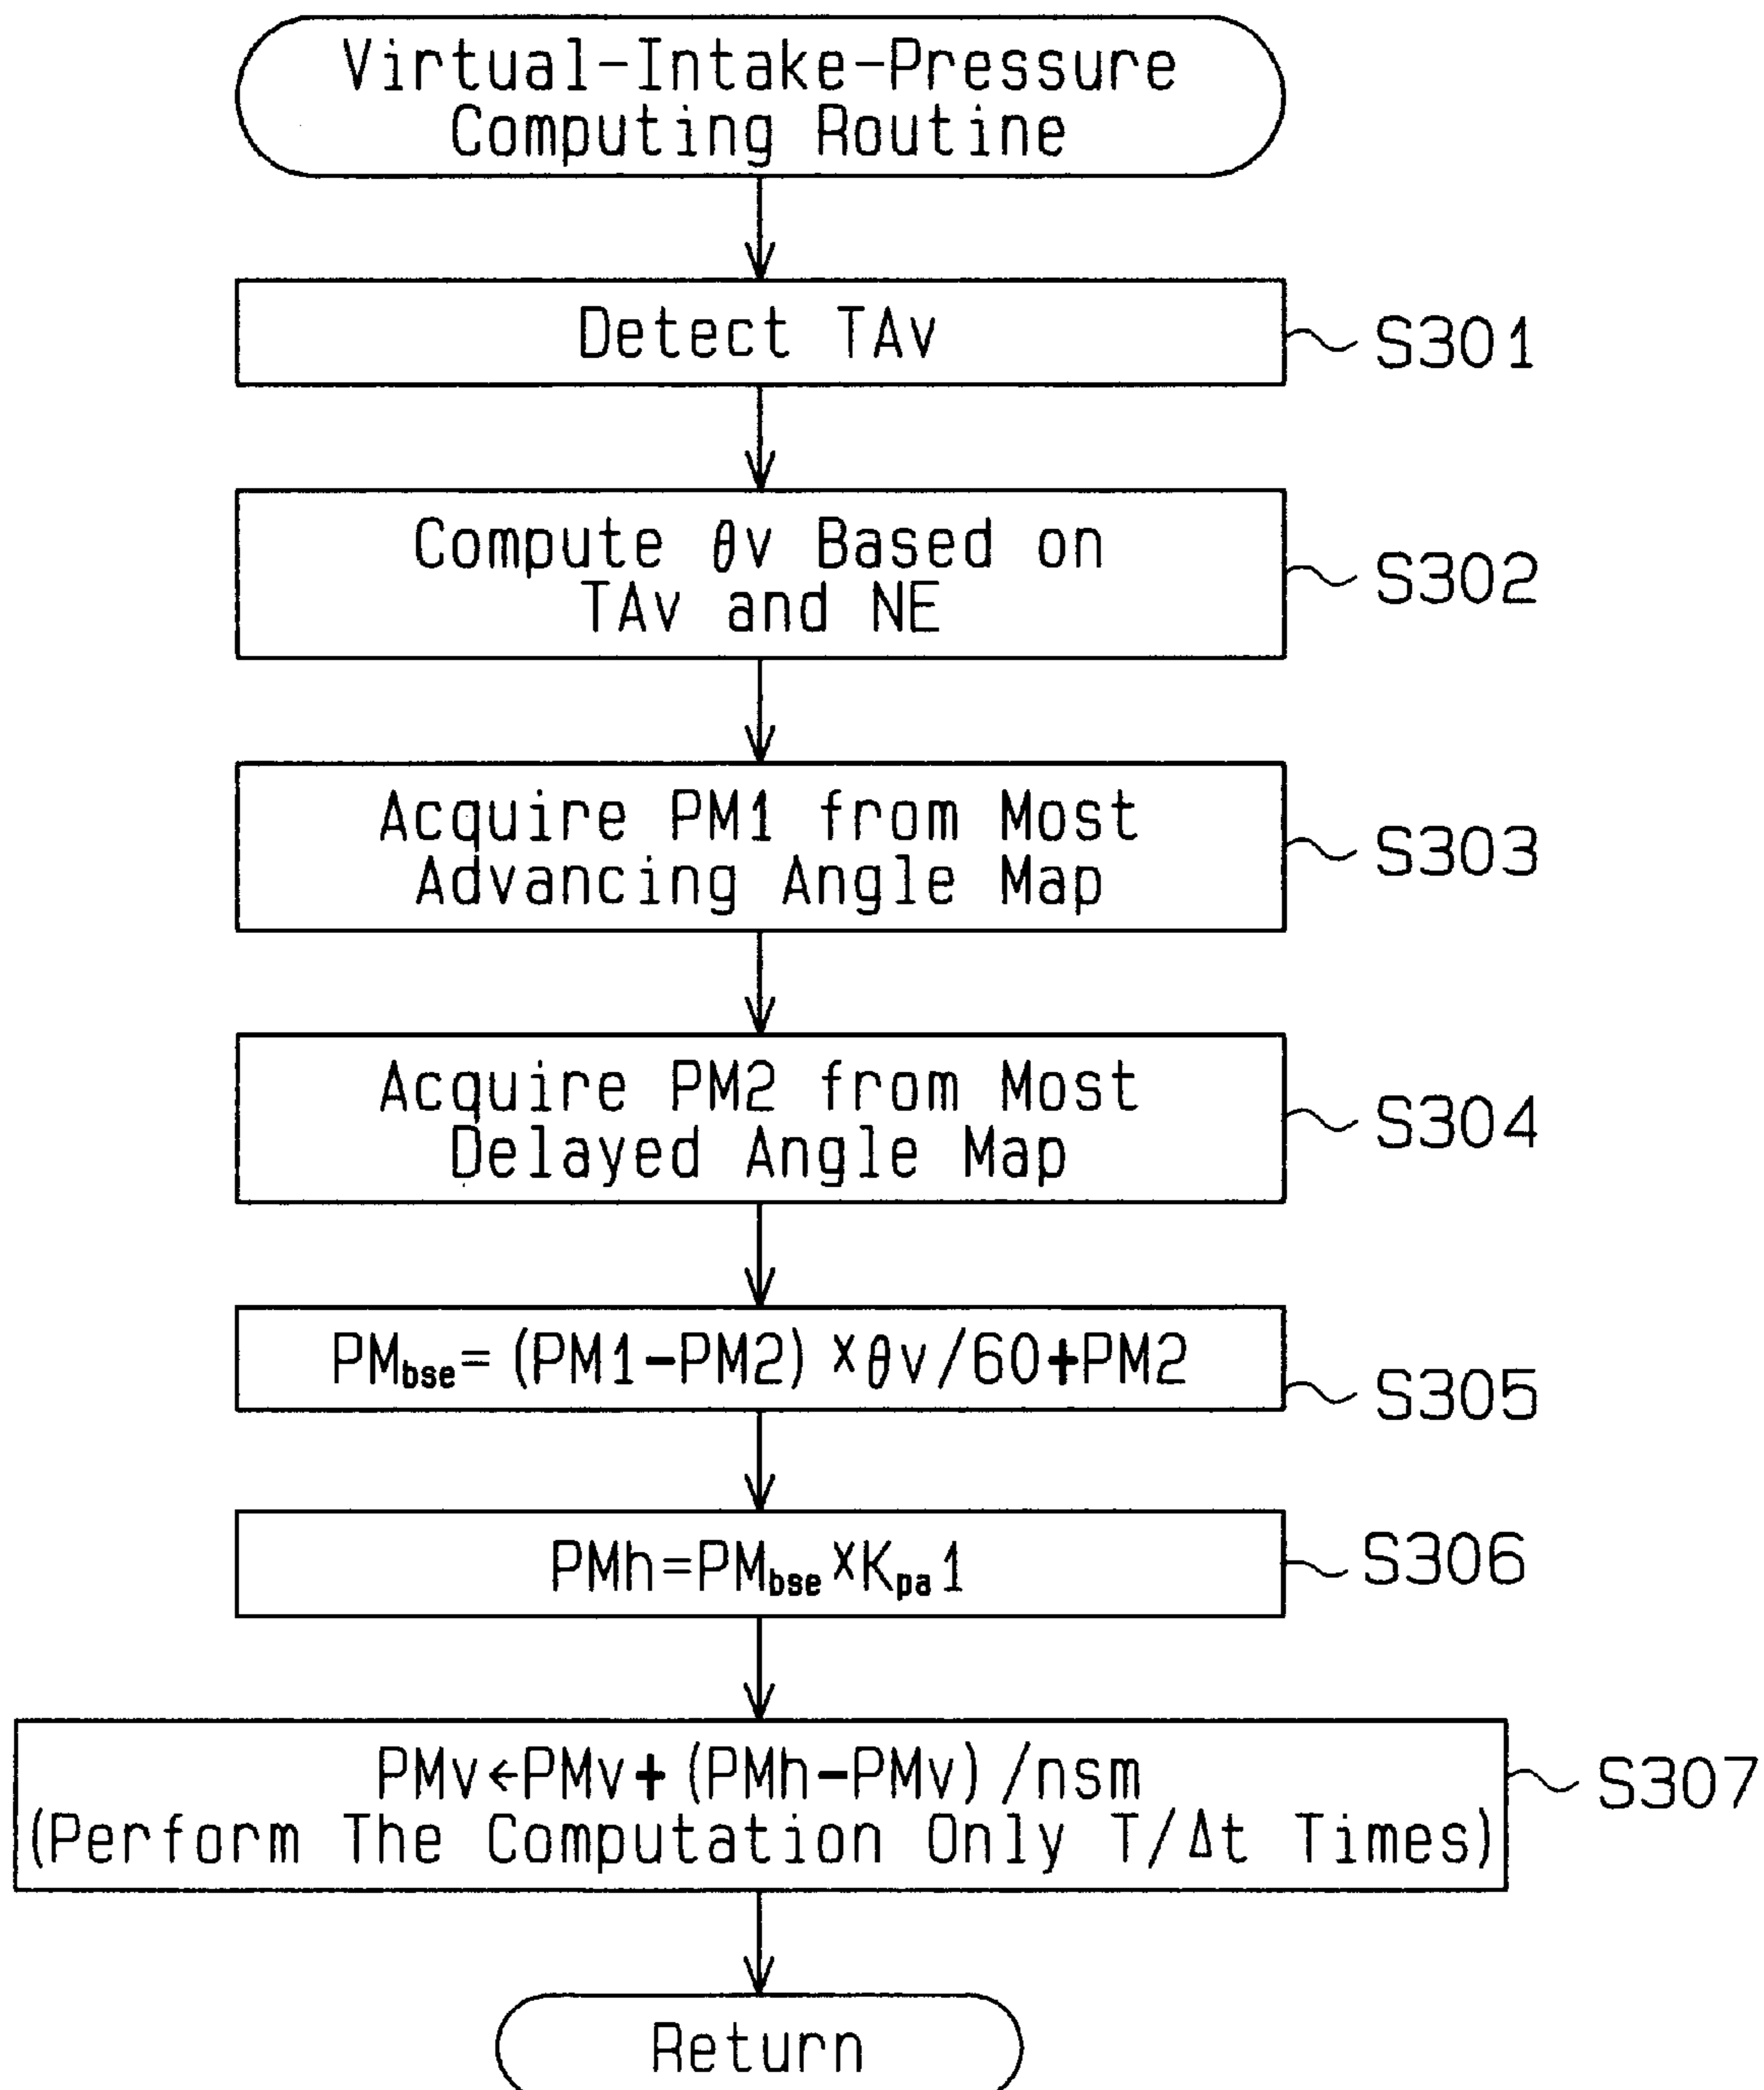 Virtual-Intake-Pressure
Computing Routine
Detect TAv
S301
Compute θv Based on
TAv and NE
S302
Acquire PM1 from Most
Advancing Angle Map
S303
Acquire PM2 from Most
Delayed Angle Map
S304
PMbse=(PM1-PM2)×θv/60+PM2
S305
PMh=PMbse×Kpa1
S306
PMv←PMv+(PMh-PMv)/nsm
(Perform The Computation Only T/Δt Times)
S307
Return